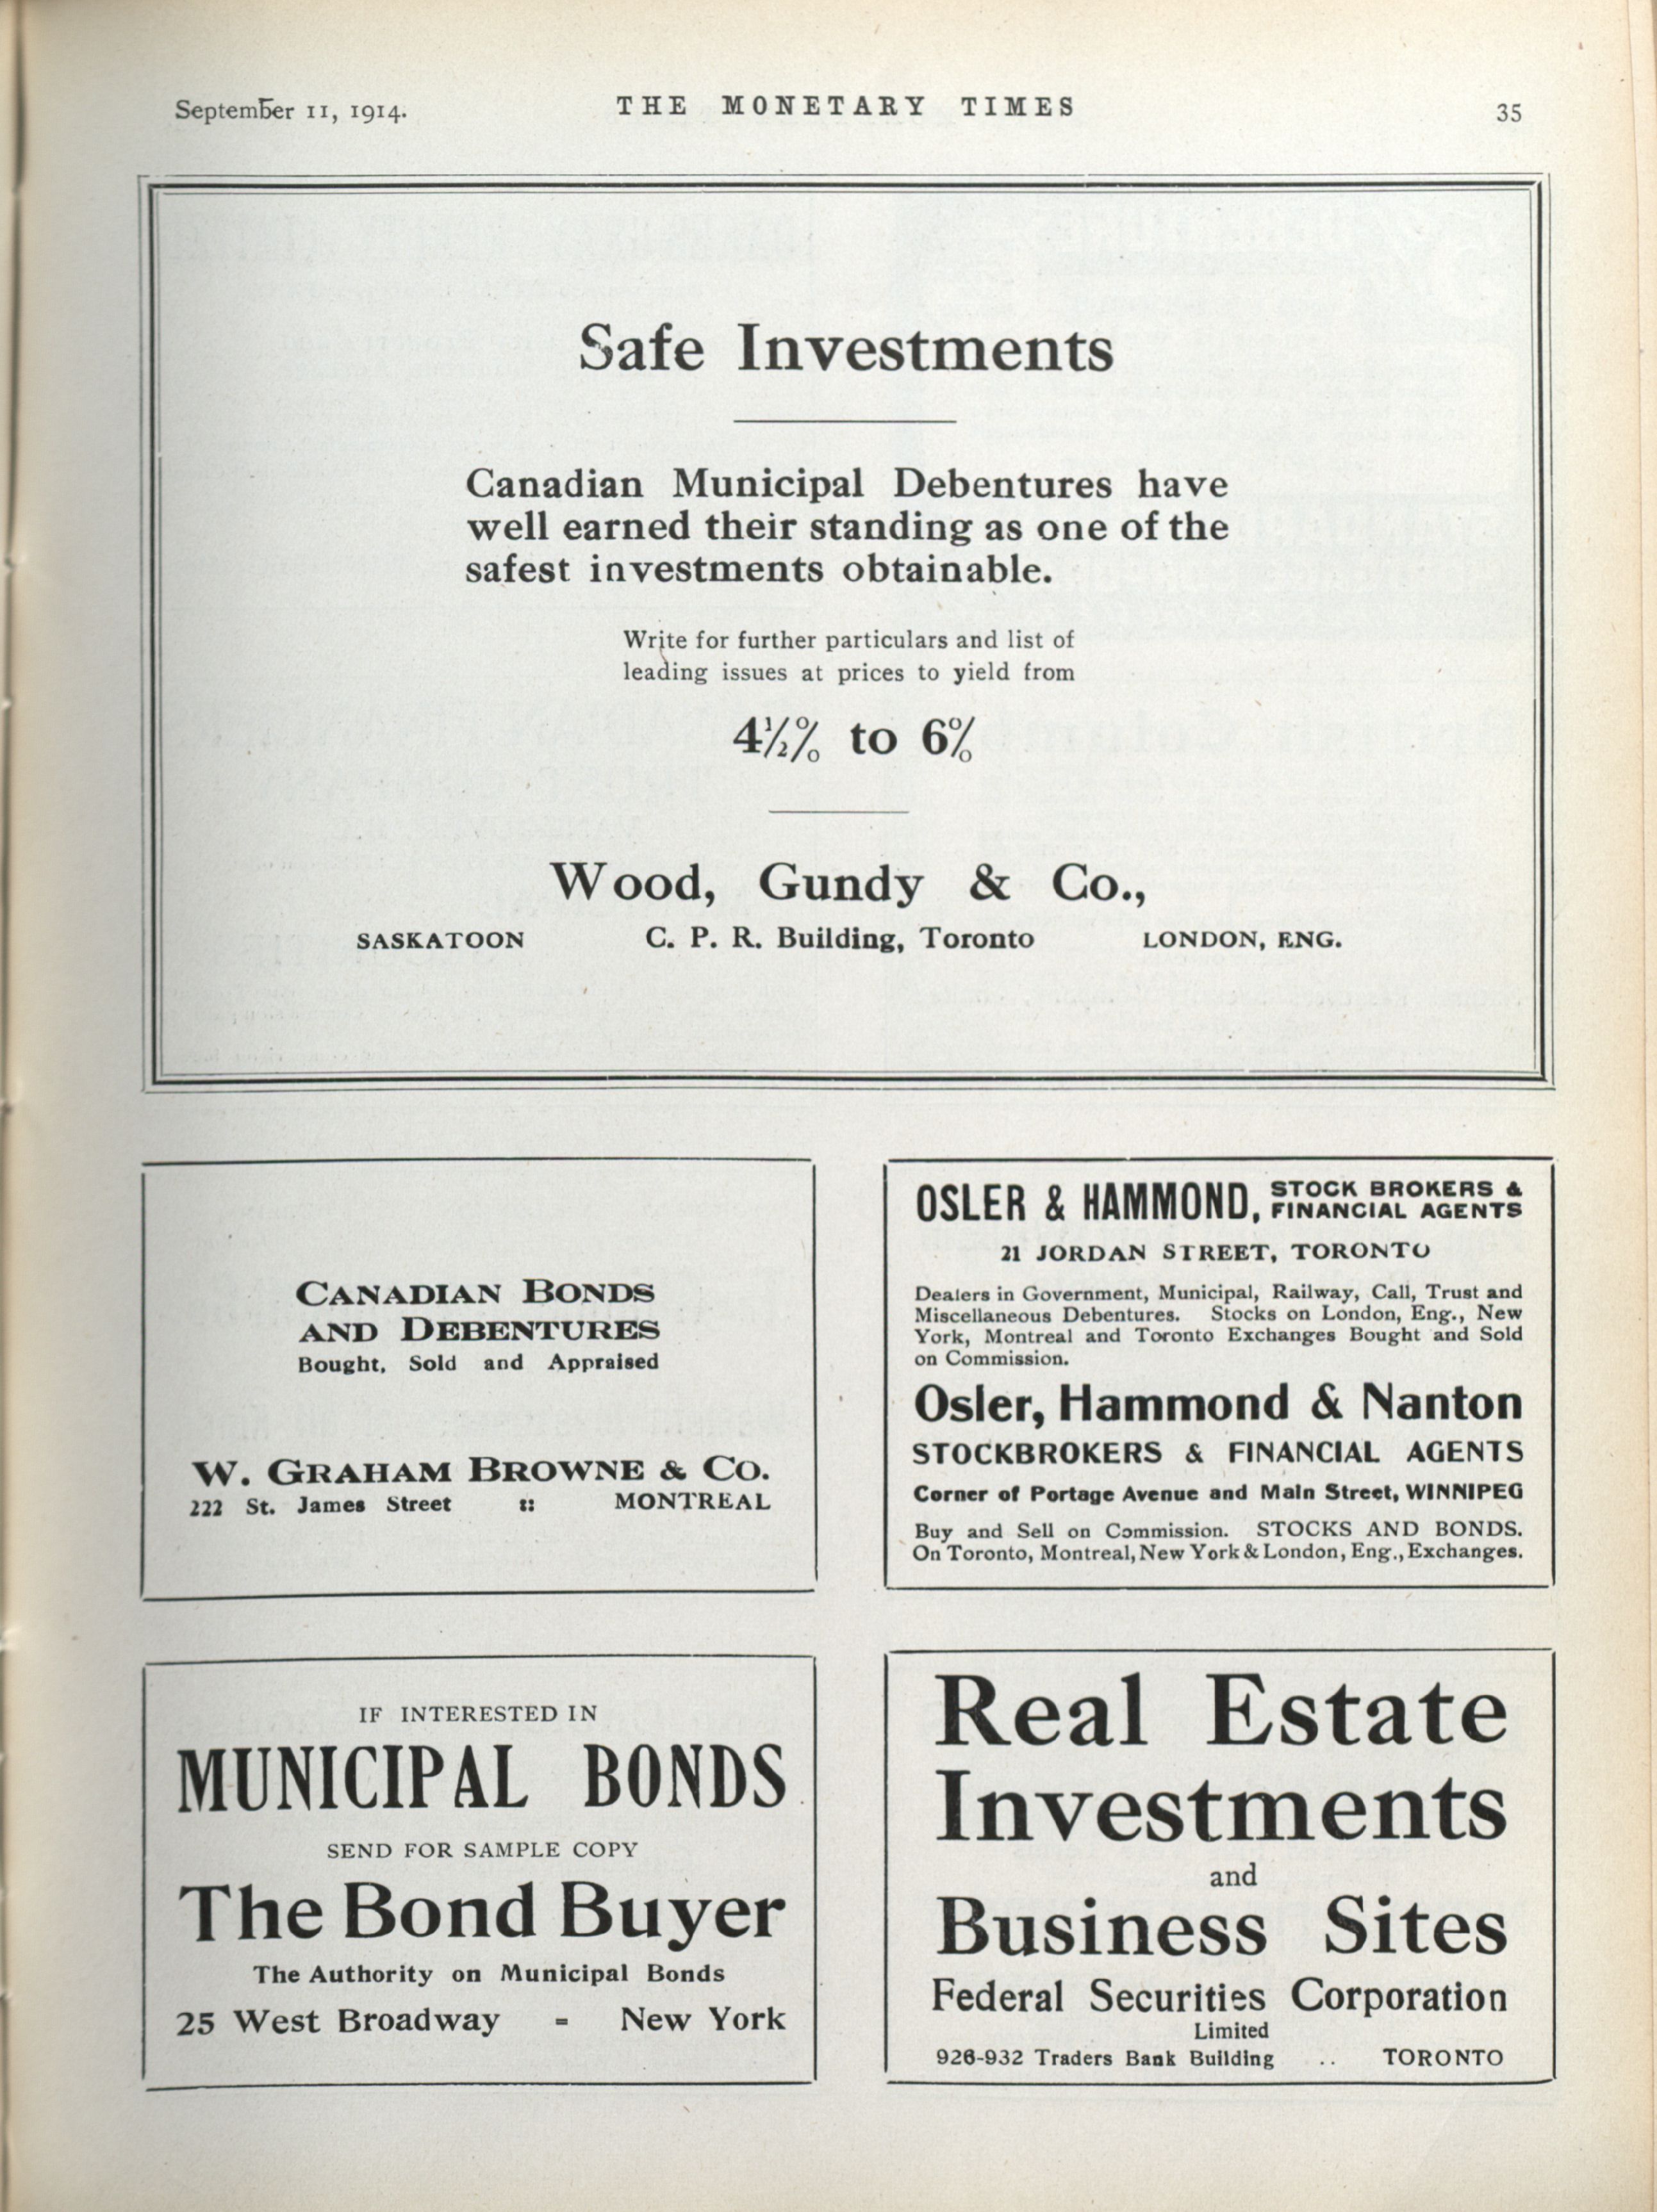 September 11, 1914. THE MONETARY TIMES 35
Safe Investments
Canadian Municipal Debentures have
well earned their standing as one of the
safest investments obtainable.
Write for further particulars and list of
leading issues at prices to yield from
4½% to 6%
Wood, Gundy & Co.,
SASKATOON C. P. R. Building, Toronto LONDON, ENG.
CANADIAN BONDS
AND DEBENTURES
Bought, Sold and Appraised
W. GRAHAM BROWNE & CO.
222 St. James Street :: MONTREAL
OSLER & HAMMOND, STOCK BROKERS &
FINANCIAL AGENTS
21 JORDAN STREET, TORONTO
Dealers in Government, Municipal, Railway, Call, Trust and
Miscellaneous Debentures. Stocks on London, Eng., New
York, Montreal and Toronto Exchanges Bought and Sold
on Commission.
Osler, Hammond & Nanton
STOCKBROKERS & FINANCIAL AGENTS
Corner of Portage Avenue and Main Street, WINNIPEG
Buy and Sell on Commission. STOCKS AND BONDS.
On Toronto, Montreal, New York & London, Eng., Exchanges.
IF INTERESTED IN
MUNICIPAL BONDS
SEND FOR SAMPLE COPY
The Bond Buyer
The Authority on Municipal Bonds
25 West Broadway - New York
Real Estate
Investments
and
Business Sites
Federal Securities Corporation
Limited
926-932 Traders Bank Building .. TORONTO